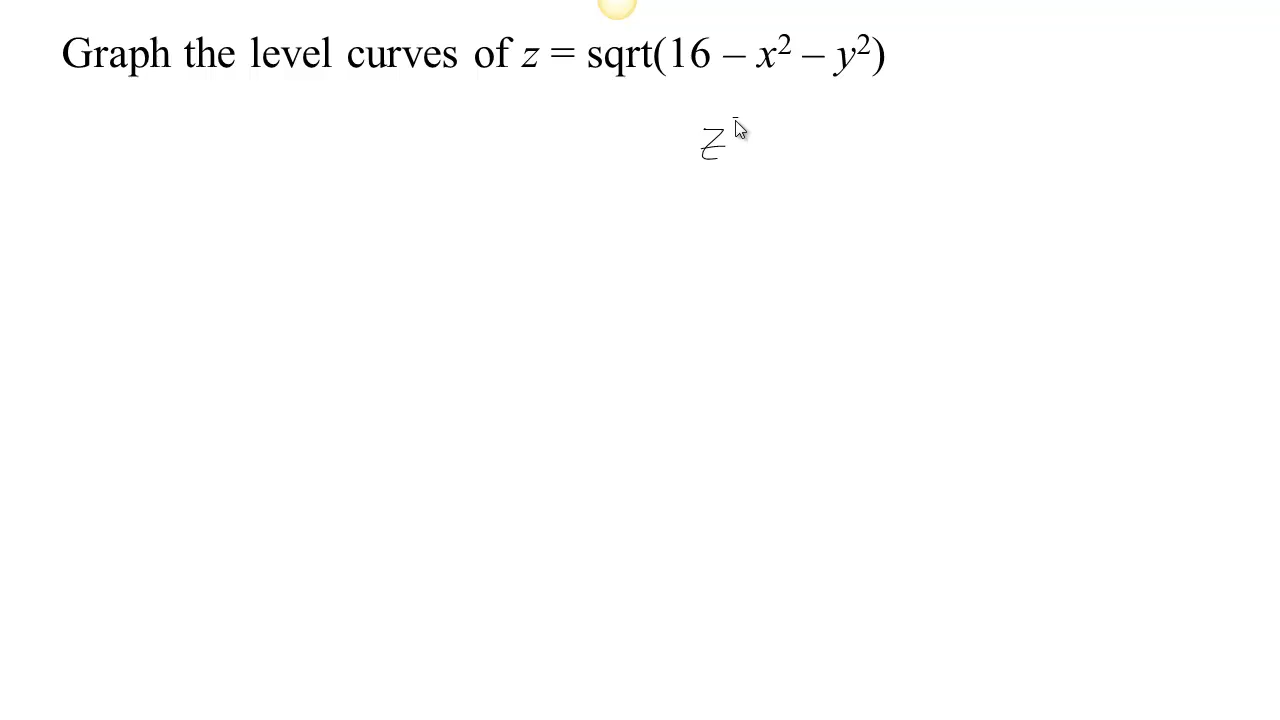 Graph the level curves of z = sqrt(16 – x² – y²)
z